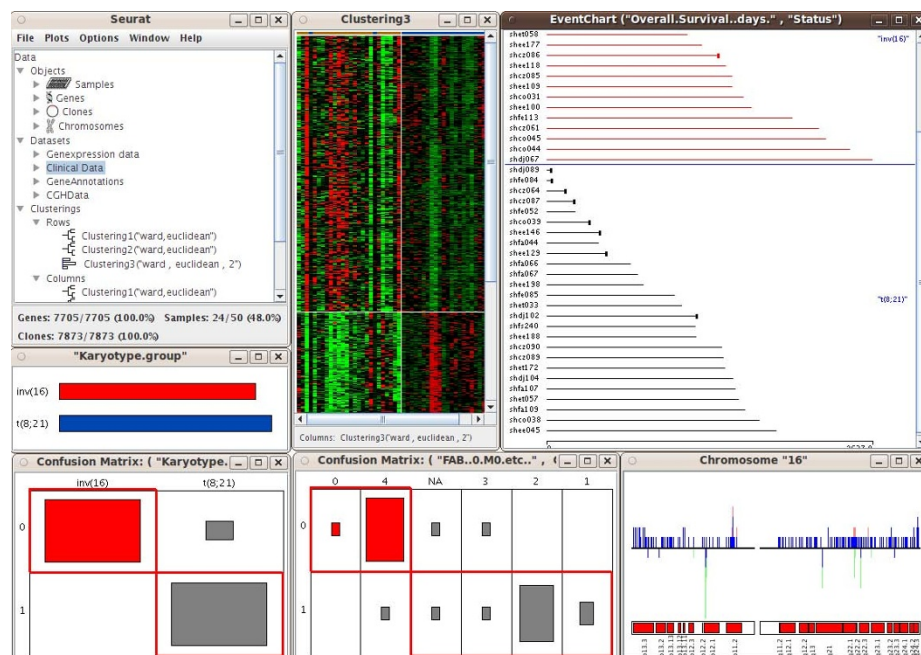 Seurat
File Plots Options Window Help
Data
Objects
Samples
Genes
Clones
Chromosomes
Datasets
Genexpression data
Clinical Data
GeneAnnotations
CGHData
Clusterings
Rows
Clustering1("ward,euclidean")
Clustering2("ward,euclidean")
Clustering3("ward , euclidean , 2")
Columns
Clustering1("ward,euclidean")
Genes: 7705/7705 (100.0%) Samples: 24/50 (48.0%)
Clones: 7873/7873 (100.0%)
"Karyotype.group"
inv(16)
t(8;21)
Clustering3
Columns: Clustering3("ward , euclidean , 2")
EventChart ("Overall.Survival..days." , "Status")
"inv(16)"
shet058
shee177
shcz086
shee118
shcz085
shee189
shco031
shee100
shfe113
shcz061
shco045
shco044
shdj067
shdj089
shfe084
shcz064
shcz087
shfe052
shco039
shee146
shfa044
shee129
shfa066
shfa067
shee198
shfe085
"t(8;21)"
shet033
shdj102
shfs240
shee188
shcz090
shcz089
shet172
shdj104
shfa107
shet057
shfa109
shco038
shee045
Confusion Matrix: ( "Karyotype.
inv(16) t(8;21)
0
1
Confusion Matrix: ( "FAB..0.M0.etc.." ,
0 4 NA 3 2 1
0
1
Chromosome "16"